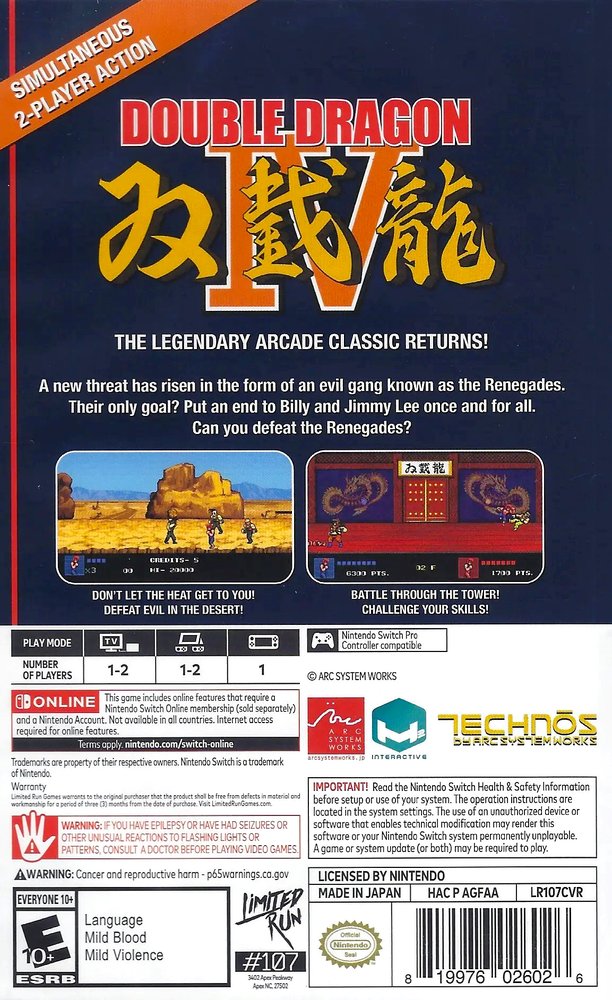 SIMULTANEOUS
2-PLAYER ACTION
DOUBLE DRAGON
IV
双截龍
THE LEGENDARY ARCADE CLASSIC RETURNS!
A new threat has risen in the form of an evil gang known as the Renegades.
Their only goal? Put an end to Billy and Jimmy Lee once and for all.
Can you defeat the Renegades?
CREDITS- 5
×3 00 HI- 20000
双截龍
6300 PTS. 02 F 1700 PTS.
DON'T LET THE HEAT GET TO YOU!
DEFEAT EVIL IN THE DESERT!
BATTLE THROUGH THE TOWER!
CHALLENGE YOUR SKILLS!
PLAY MODE TV
NUMBER
OF PLAYERS
1-2 1-2 1
Nintendo Switch Pro
Controller compatible
© ARC SYSTEM WORKS
ONLINE
This game includes online features that require a
Nintendo Switch Online membership (sold separately)
and a Nintendo Account. Not available in all countries. Internet access
required for online features.
Terms apply. nintendo.com/switch-online
Trademarks are property of their respective owners. Nintendo Switch is a trademark
of Nintendo.
Warranty
Limited Run Games warrants to the original purchaser that the product shall be free from defects in material and
workmanship for a period of three (3) months from the date of purchase. Visit LimitedRunGames.com.
ARC
SYSTEM
WORKS
arcsystemworks.jp
H2
INTERACTIVE
TECHNŌS
BY ARC SYSTEM WORKS
WARNING: IF YOU HAVE EPILEPSY OR HAVE HAD SEIZURES OR
OTHER UNUSUAL REACTIONS TO FLASHING LIGHTS OR
PATTERNS, CONSULT A DOCTOR BEFORE PLAYING VIDEO GAMES.
WARNING: Cancer and reproductive harm - p65warnings.ca.gov
IMPORTANT! Read the Nintendo Switch Health & Safety Information
before setup or use of your system. The operation instructions are
located in the system settings. The use of an unauthorized device or
software that enables technical modification may render this
software or your Nintendo Switch system permanently unplayable.
A game or system update (or both) may be required to play.
EVERYONE 10+
E
10+
ESRB
Language
Mild Blood
Mild Violence
LIMITED
RUN
#107
3402 Apex Peakway
Apex NC, 27502
LICENSED BY NINTENDO
MADE IN JAPAN HAC P AGFAA LR107CVR
Official
Nintendo
Seal
8 19976 02602 6